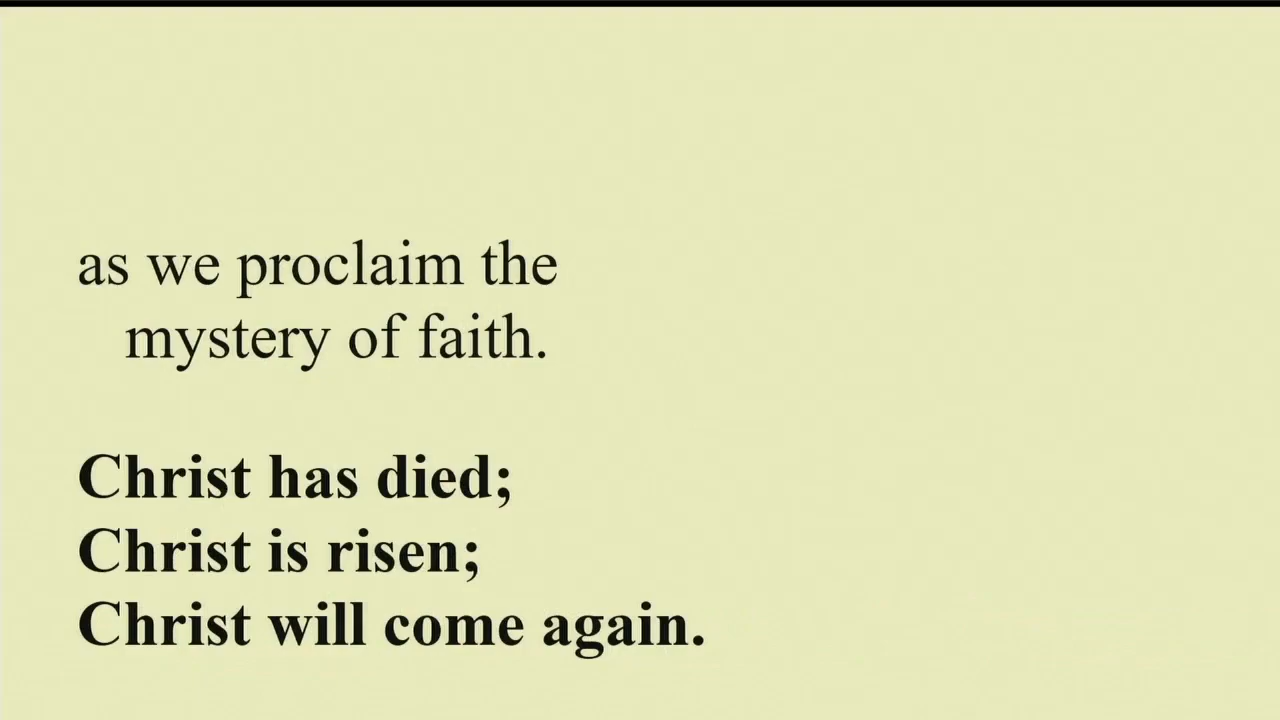 as we proclaim the
mystery of faith.
Christ has died;
Christ is risen;
Christ will come again.